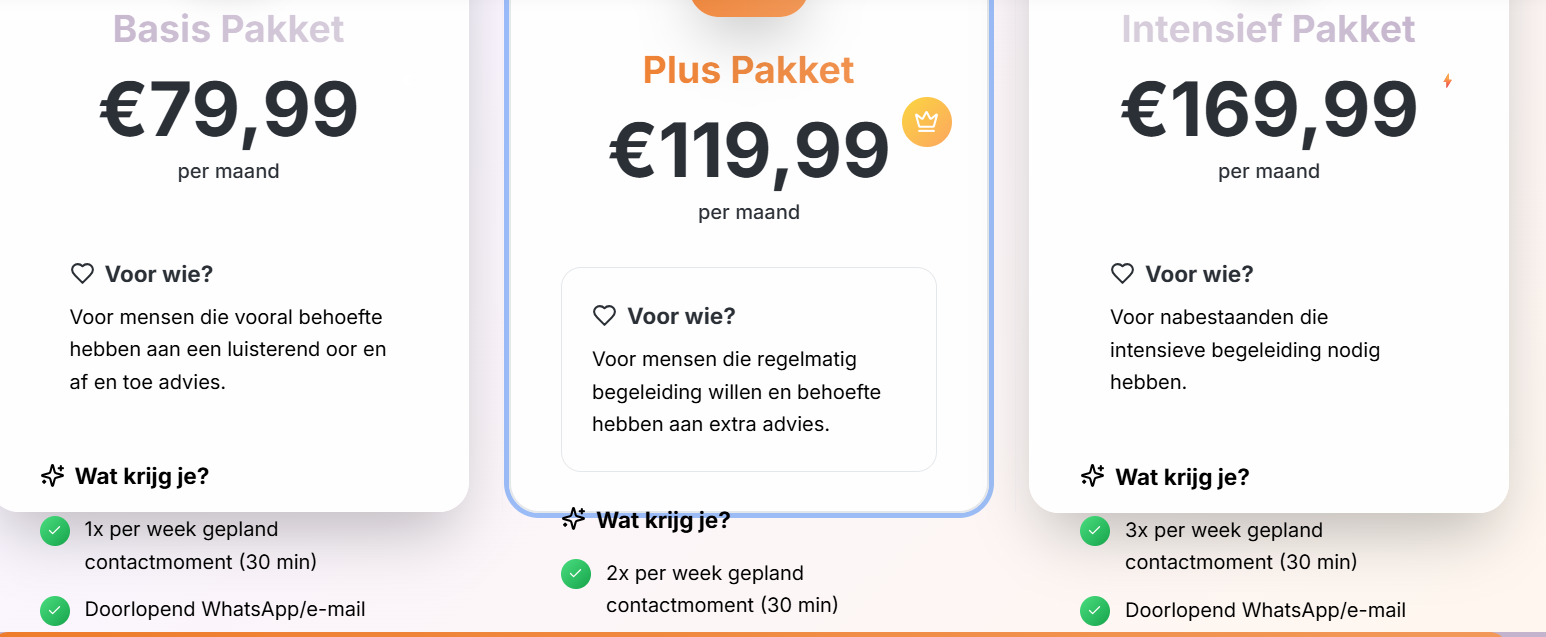 Basis Pakket
€79,99
per maand
Voor wie?
Voor mensen die vooral behoefte
hebben aan een luisterend oor en
af en toe advies.
Wat krijg je?
1x per week gepland
contactmoment (30 min)
Doorlopend WhatsApp/e-mail
Plus Pakket
€119,99
per maand
Voor wie?
Voor mensen die regelmatig
begeleiding willen en behoefte
hebben aan extra advies.
Wat krijg je?
2x per week gepland
contactmoment (30 min)
Intensief Pakket
€169,99
per maand
Voor wie?
Voor nabestaanden die
intensieve begeleiding nodig
hebben.
Wat krijg je?
3x per week gepland
contactmoment (30 min)
Doorlopend WhatsApp/e-mail